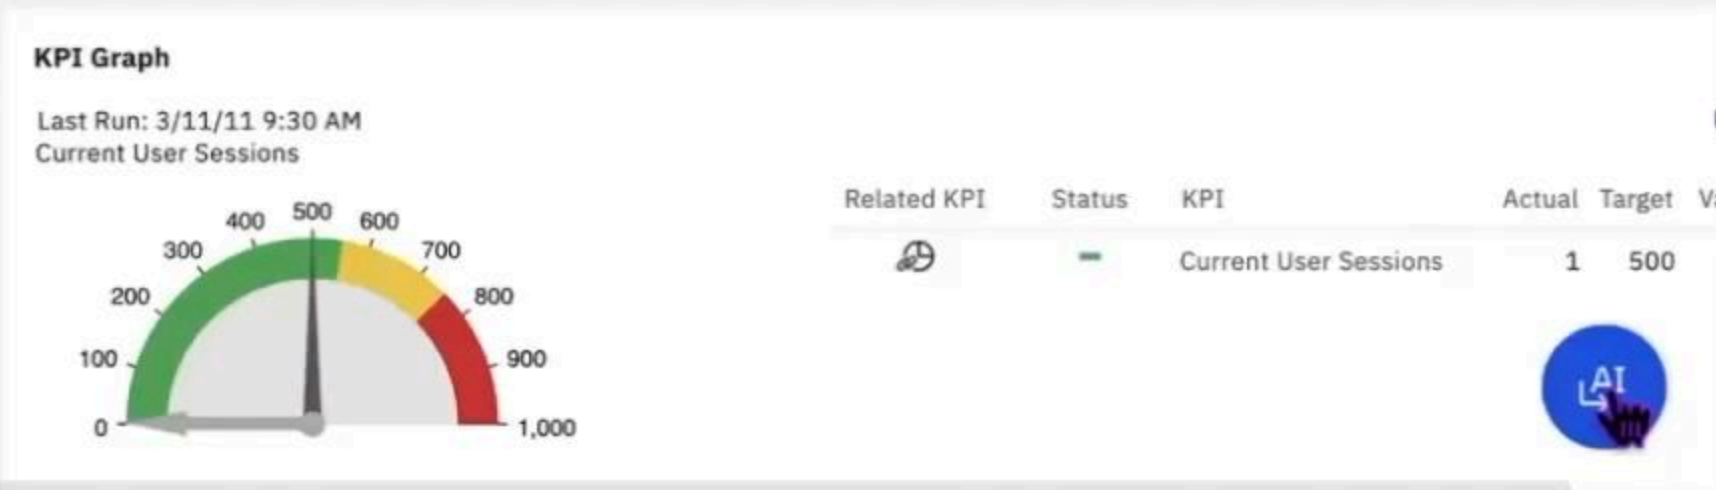 KPI Graph
Last Run: 3/11/11 9:30 AM
Current User Sessions
0
100
200
300
400
500
600
700
800
900
1,000
Related KPI Status KPI Actual Target
Current User Sessions 1 500
AI